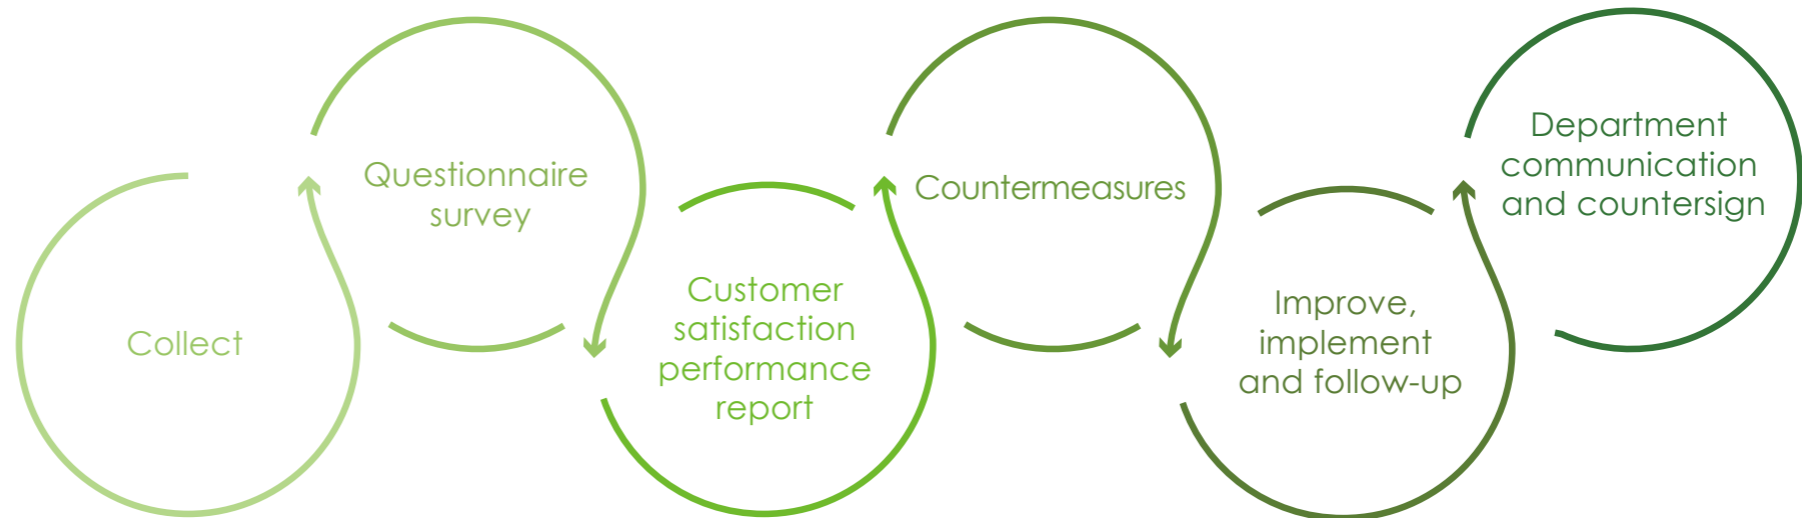 Collect
Questionnaire
survey
Customer
satisfaction
performance
report
Countermeasures
Improve,
implement
and follow-up
Department
communication
and countersign